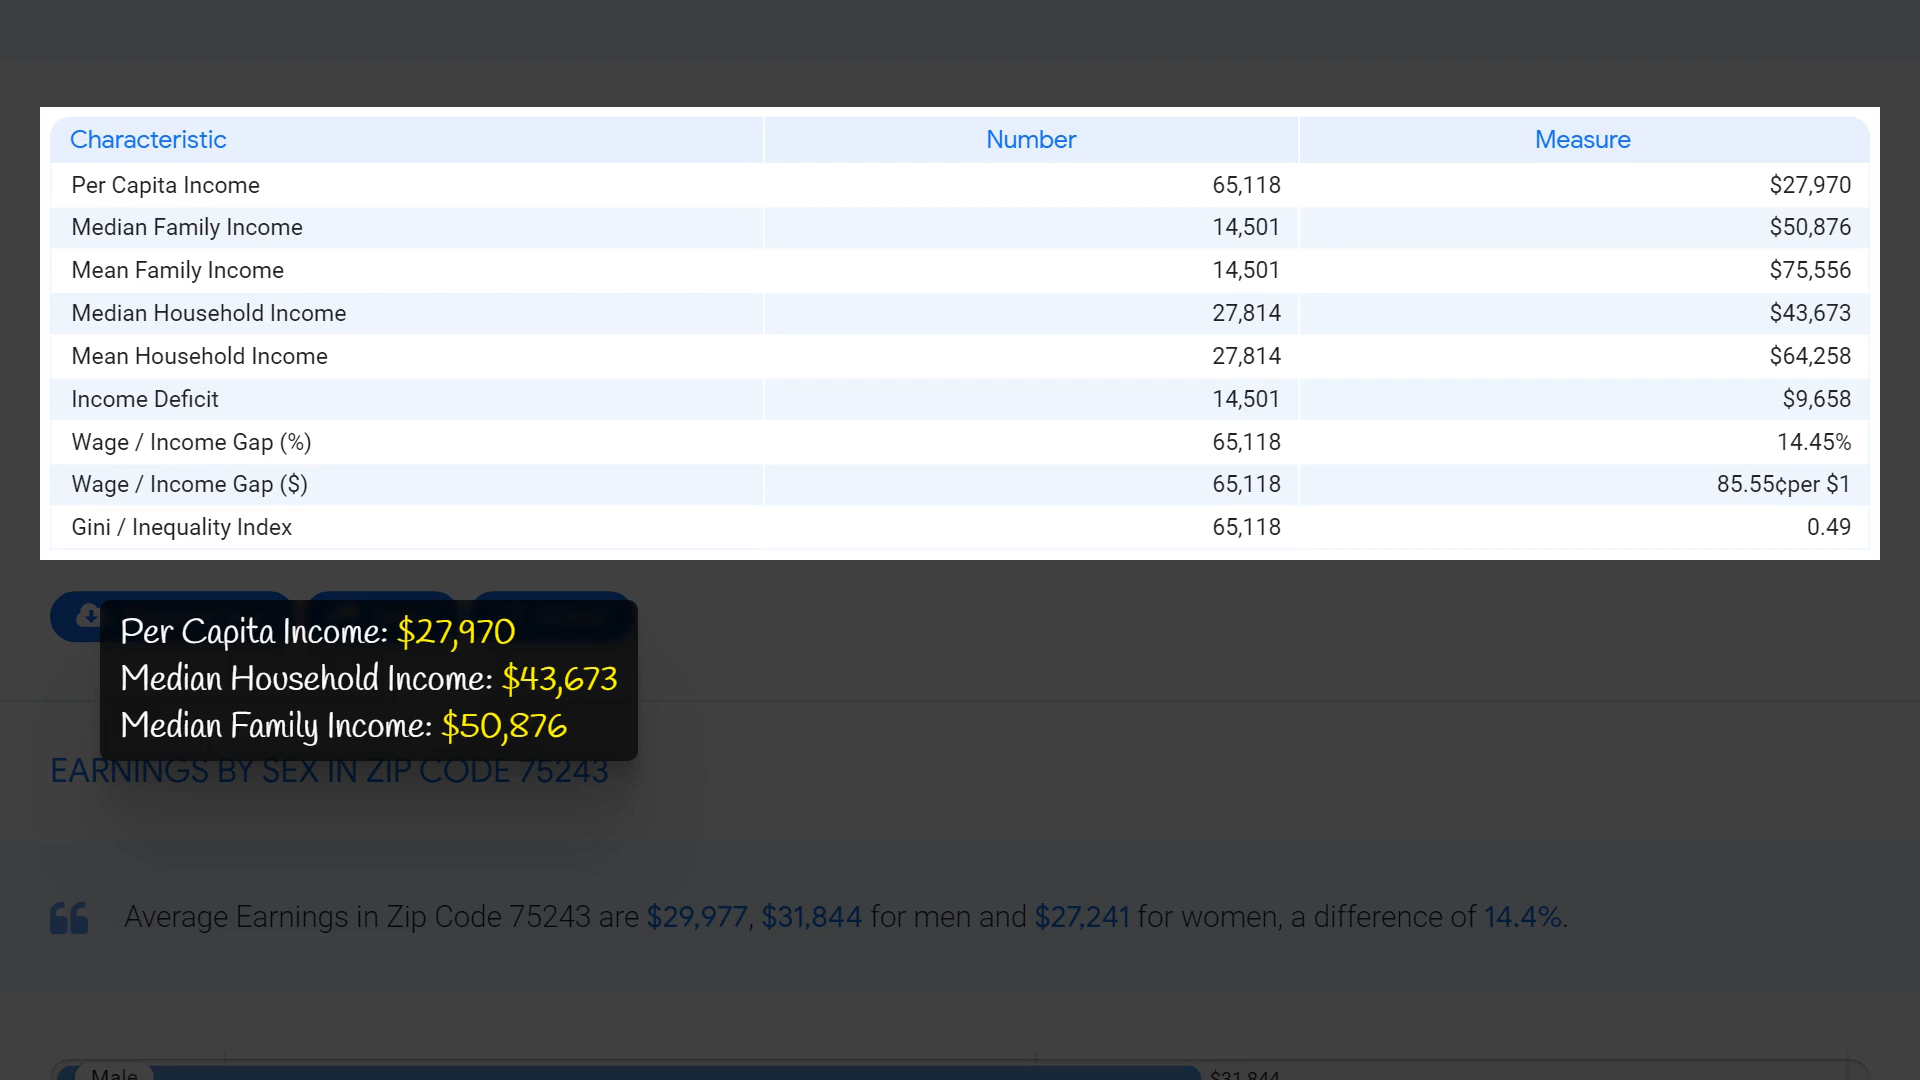 Characteristic Number Measure
Per Capita Income 65,118 $27,970
Median Family Income 14,501 $50,876
Mean Family Income 14,501 $75,556
Median Household Income 27,814 $43,673
Mean Household Income 27,814 $64,258
Income Deficit 14,501 $9,658
Wage / Income Gap (%) 65,118 14.45%
Wage / Income Gap ($) 65,118 85.55¢per $1
Gini / Inequality Index 65,118 0.49
Per Capita Income: $27,970
Median Household Income: $43,673
Median Family Income: $50,876
EARNINGS BY SEX IN ZIP CODE 75243
Average Earnings in Zip Code 75243 are $29,977, $31,844 for men and $27,241 for women, a difference of 14.4%.
Male $31,844